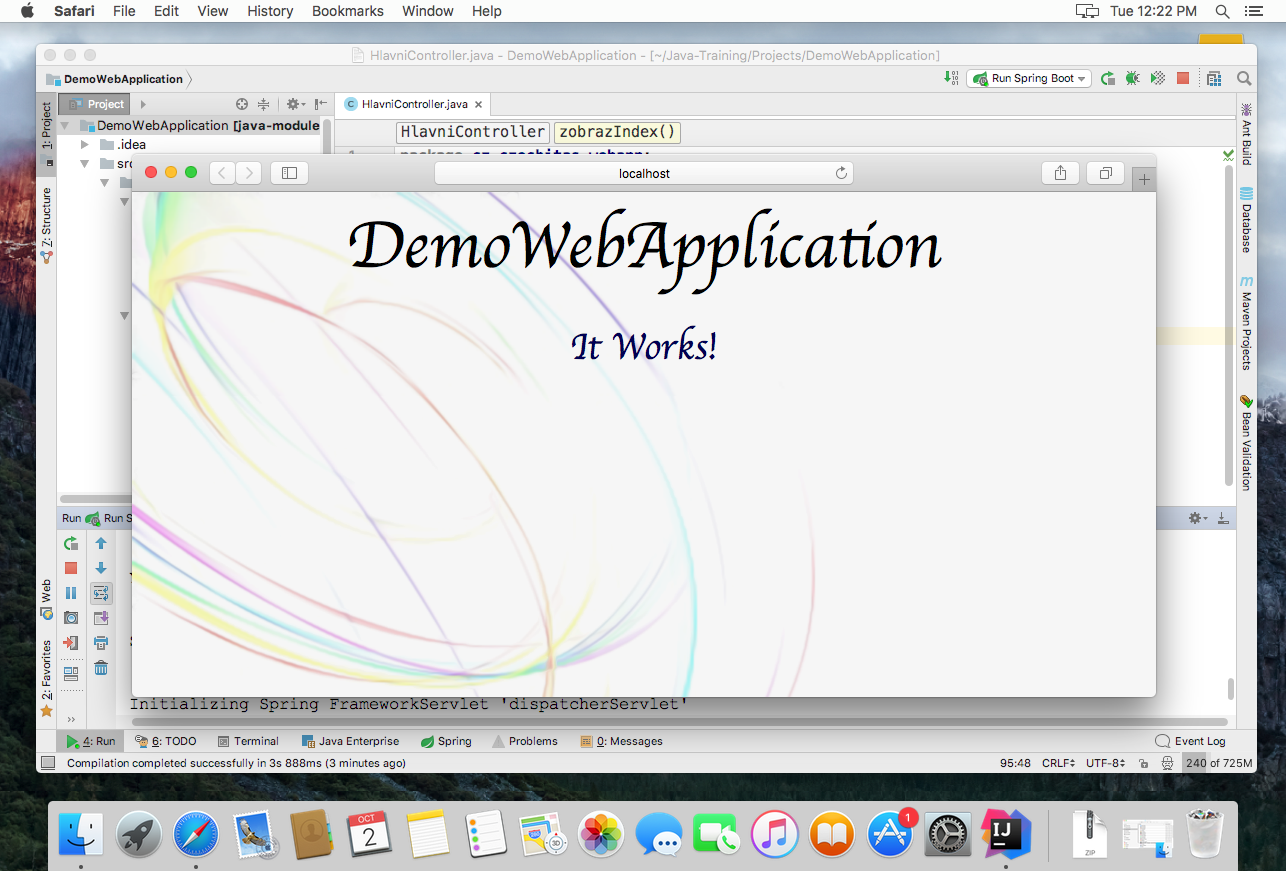 Safari File Edit View History Bookmarks Window Help Tue 12:22 PM
HlavniController.java - DemoWebApplication - [~/Java-Training/Projects/DemoWebApplication]
DemoWebApplication Run Spring Boot
1: Project
Project
HlavniController.java
DemoWebApplication [java-module
HlavniController zobrazIndex()
.idea
src
localhost
DemoWebApplication
It Works!
Z: Structure
Ant Build
Database
Maven Projects
Bean Validation
Run Run S
Web
2: Favorites
Initializing Spring FrameworkServlet 'dispatcherServlet'
4: Run 6: TODO Terminal Java Enterprise Spring Problems 0: Messages Event Log
Compilation completed successfully in 3s 888ms (3 minutes ago) 95:48 CRLF UTF-8 240 of 725M
OCT
2
3D
1
IJ
ZIP